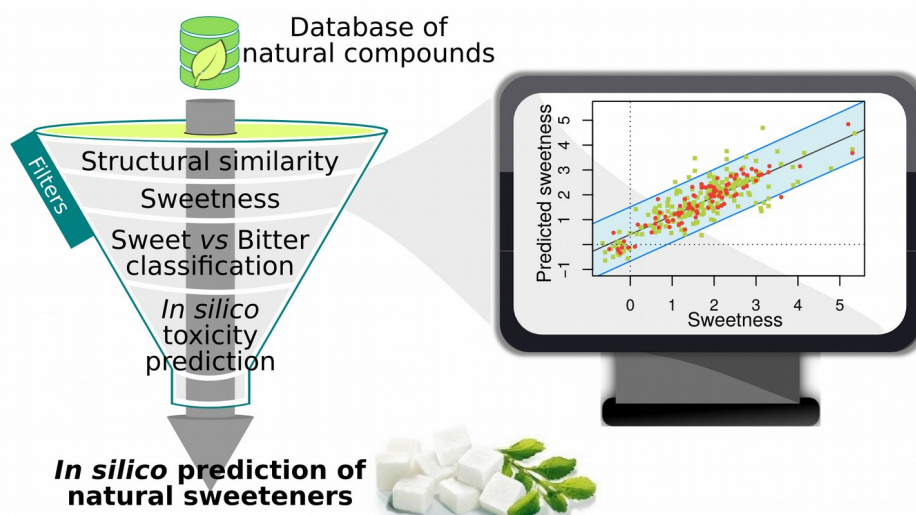 Database of
natural compounds
Filters
Structural similarity
Sweetness
Sweet vs Bitter
classification
In silico
toxicity
prediction
In silico prediction of
natural sweeteners
Predicted sweetness
5
4
3
2
1
−1
0 1 2 3 4 5
Sweetness